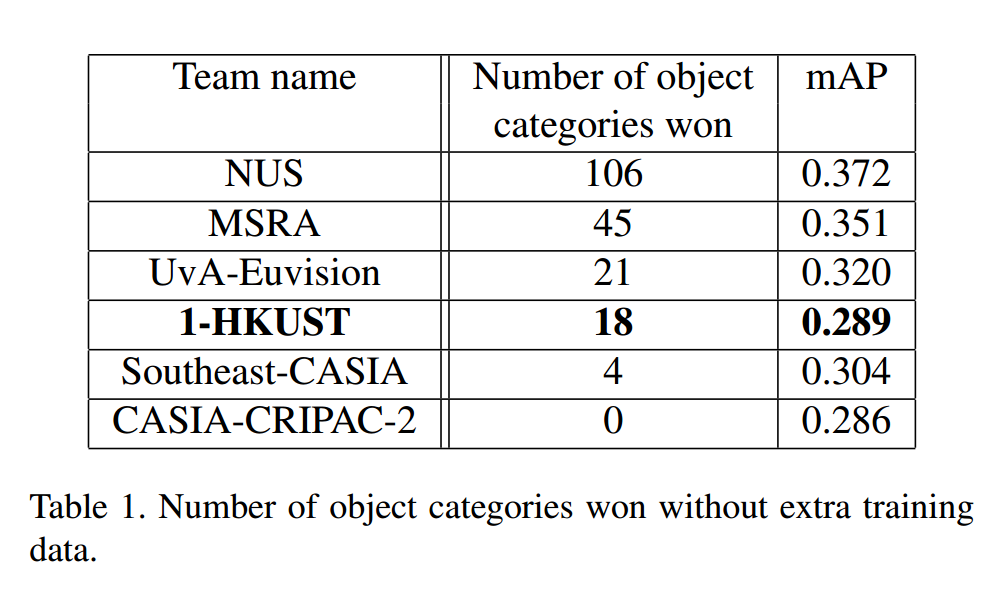 Team name Number of object mAP
categories won
NUS 106 0.372
MSRA 45 0.351
UvA-Euvision 21 0.320
1-HKUST 18 0.289
Southeast-CASIA 4 0.304
CASIA-CRIPAC-2 0 0.286
Table 1. Number of object categories won without extra training
data.